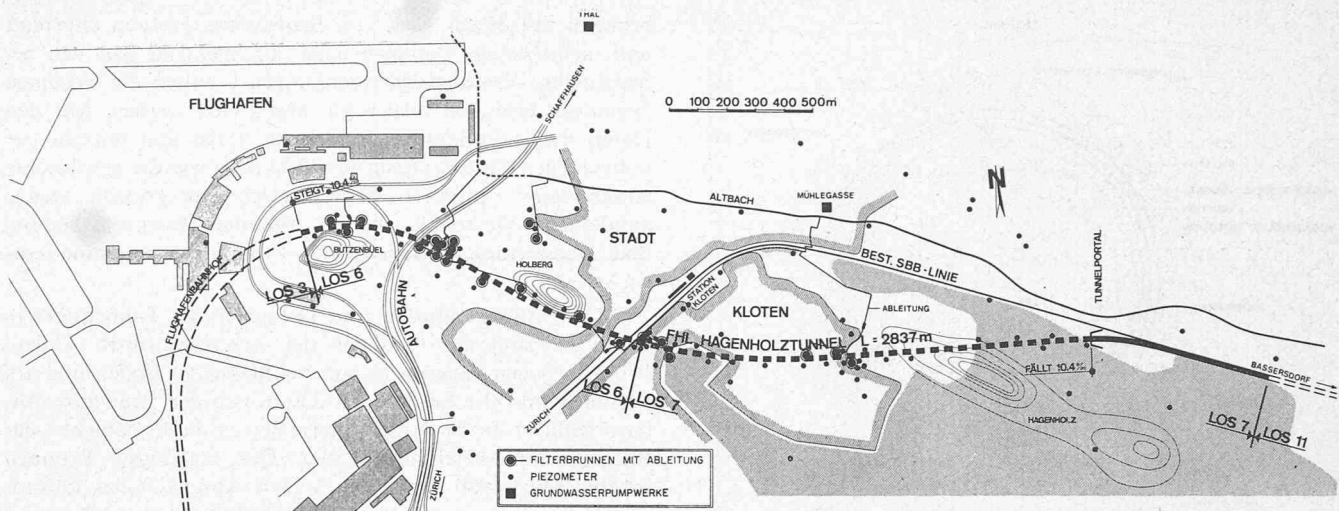 THAL
FLUGHAFEN
SCHAFFHAUSEN
0 100 200 300 400 500m
N
STEIGT 10.4‰
ALTBACH
MÜHLEGASSE
BUTZENBÜEL
STADT
HOLBERG
BEST. SBB-LINIE
TUNNELPORTAL
FLUGHAFENBAHNHOF
LOS 3 LOS 6
AUTOBAHN
STATION
KLOTEN
KLOTEN
ABLEITUNG
FHL HAGENHOLZTUNNEL L = 2837m
FÄLLT 10.4‰
BASSERSDORF
ZÜRICH
LOS 6 LOS 7
HAGENHOLZ
LOS 7 LOS 11
ZÜRICH
FILTERBRUNNEN MIT ABLEITUNG
PIEZOMETER
GRUNDWASSERPUMPWERKE